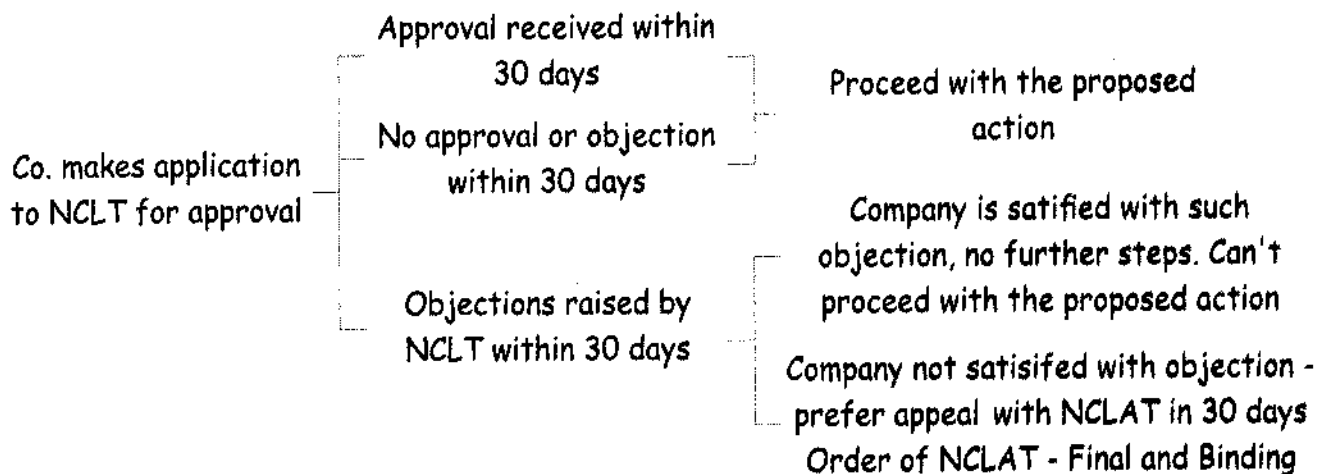 Co. makes application
to NCLT for approval
Approval received within
30 days
No approval or objection
within 30 days
Proceed with the proposed
action
Objections raised by
NCLT within 30 days
Company is satified with such
objection, no further steps. Can't
proceed with the proposed action
Company not satisifed with objection -
prefer appeal with NCLAT in 30 days
Order of NCLAT - Final and Binding